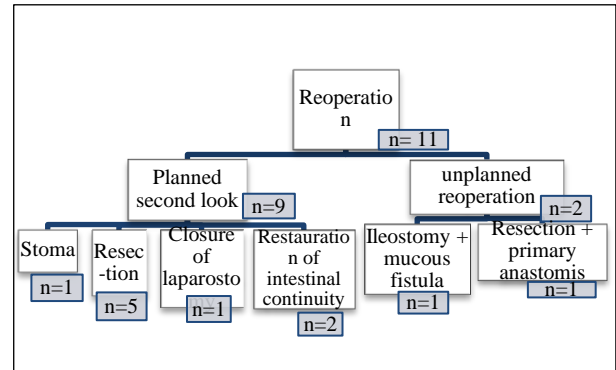 Reoperatio
n
n= 11
Planned
second look
n=9
unplanned
reoperation
n=2
Stoma
n=1
Resec
-tion
n=5
Closure
of
laparosto
n=1
Restauratio
n of
intestinal
continuity
n=2
Ileostomy +
mucous
fistula
n=1
Resection +
primary
anastomis
n=1